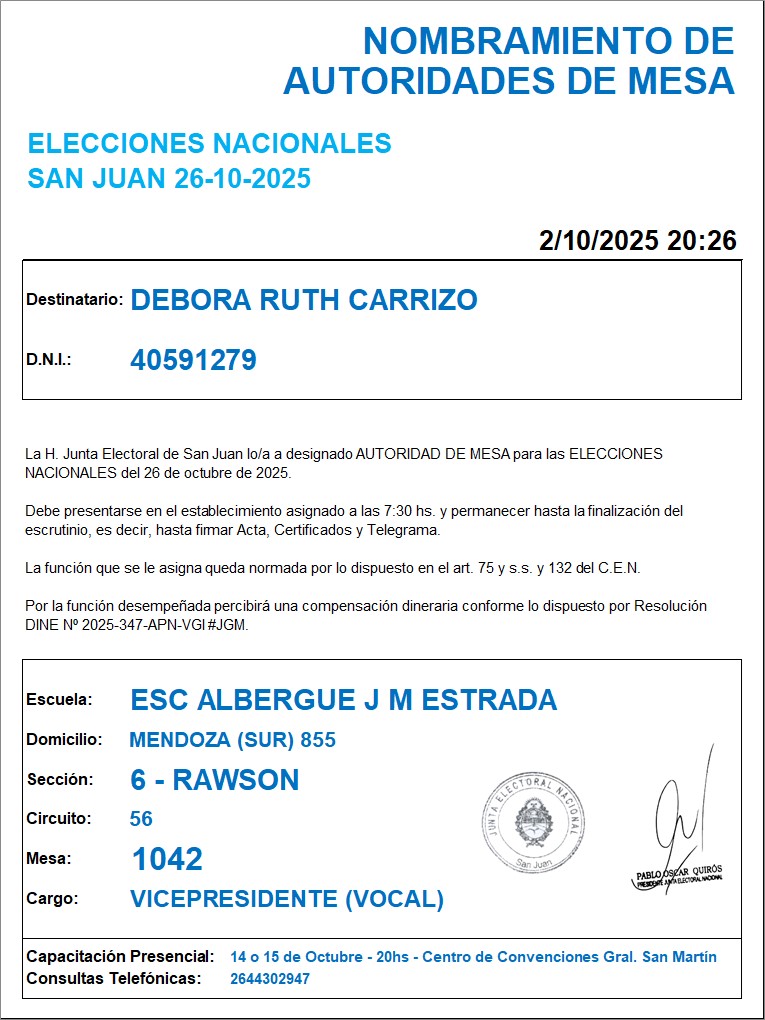 NOMBRAMIENTO DE
AUTORIDADES DE MESA
ELECCIONES NACIONALES
SAN JUAN 26-10-2025
2/10/2025 20:26
Destinatario: DEBORA RUTH CARRIZO
D.N.I.: 40591279
La H. Junta Electoral de San Juan lo/a a designado AUTORIDAD DE MESA para las ELECCIONES
NACIONALES del 26 de octubre de 2025.
Debe presentarse en el establecimiento asignado a las 7:30 hs. y permanecer hasta la finalización del
escrutinio, es decir, hasta firmar Acta, Certificados y Telegrama.
La función que se le asigna queda normada por lo dispuesto en el art. 75 y s.s. y 132 del C.E.N.
Por la función desempeñada percibirá una compensación dineraria conforme lo dispuesto por Resolución
DINE Nº 2025-347-APN-VGI#JGM.
Escuela: ESC ALBERGUE J M ESTRADA
Domicilio: MENDOZA (SUR) 855
Sección: 6 - RAWSON
Circuito: 56
Mesa: 1042
Cargo: VICEPRESIDENTE (VOCAL)
JUNTA ELECTORAL NACIONAL
San Juan
PABLO OSCAR QUIRÓS
PRESIDENTE JUNTA ELECTORAL NACIONAL
Capacitación Presencial: 14 o 15 de Octubre - 20hs - Centro de Convenciones Gral. San Martín
Consultas Telefónicas: 2644302947